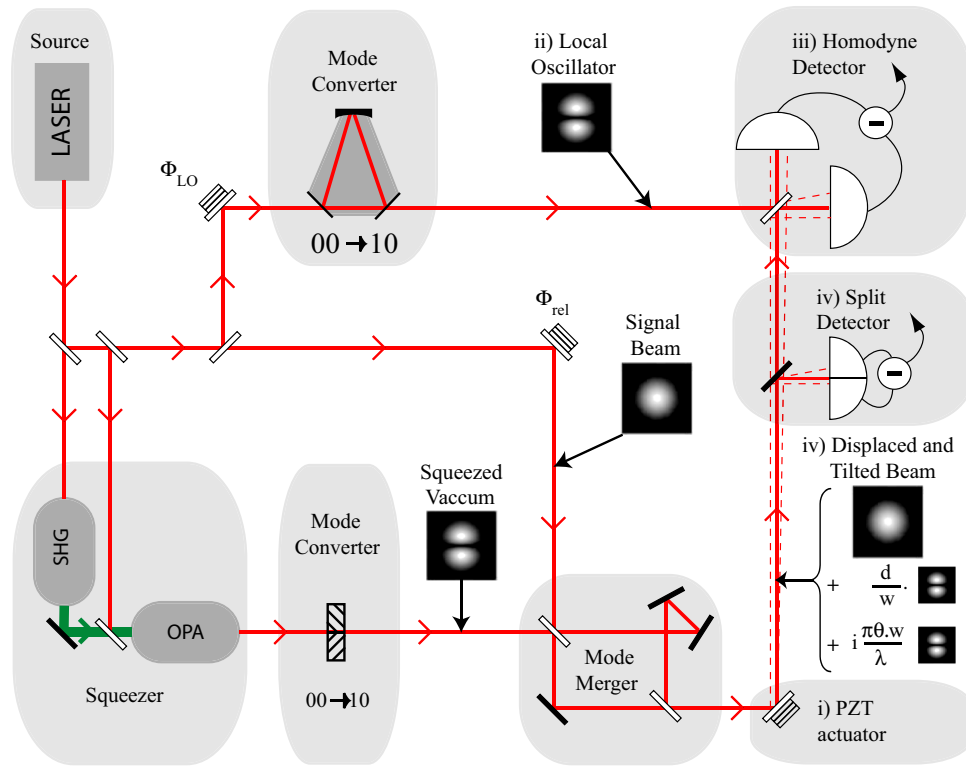 Source
LASER
Mode
Converter
00→10
Φ_LO
ii) Local
Oscillator
iii) Homodyne
Detector
−
Φ_rel
Signal
Beam
iv) Split
Detector
−
iv) Displaced and
Tilted Beam
+ d/w .
+ i πθ.w/λ
SHG
OPA
Squeezer
Mode
Converter
00→10
Squeezed
Vaccum
Mode
Merger
i) PZT
actuator